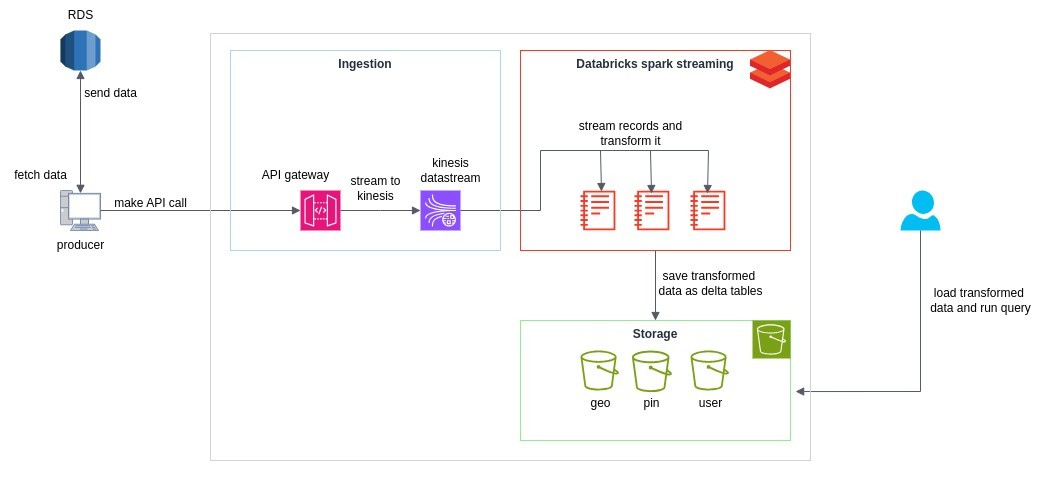 RDS
send data
fetch data
producer
make API call
Ingestion
API gateway
stream to
kinesis
kinesis
datastream
Databricks spark streaming
stream records and
transform it
save transformed
data as delta tables
Storage
geo
pin
user
load transformed
data and run query